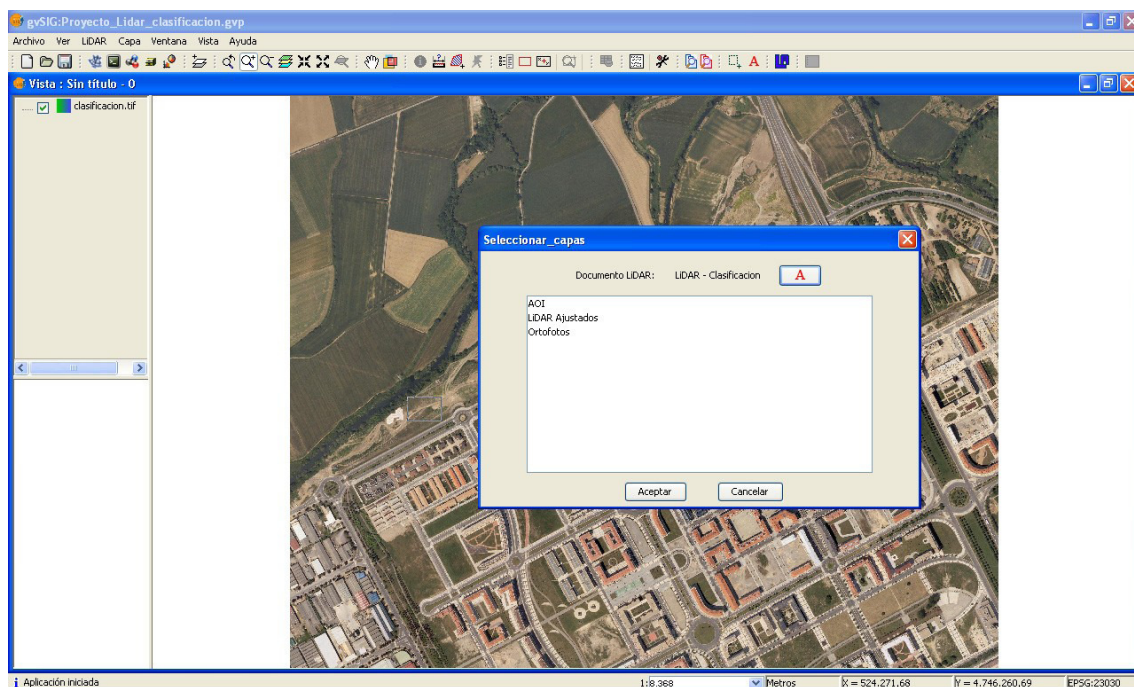 gvSIG:Proyecto_Lidar_clasificacion.gvp
Archivo Ver LiDAR Capa Ventana Vista Ayuda
Vista : Sin título - 0
clasificacion.tif
Seleccionar_capas
Documento LiDAR: LiDAR - Clasificacion A
AOI
LiDAR Ajustados
Ortofotos
Aceptar Cancelar
Aplicación iniciada 1:8.368 Metros X = 524.271,68 Y = 4.746.260,69 EPSG:23030